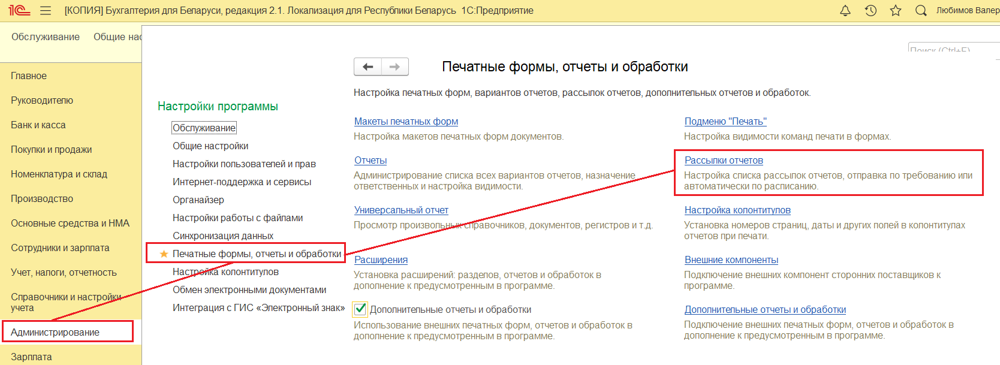 1С [КОПИЯ] Бухгалтерия для Беларуси, редакция 2.1. Локализация для Республики Беларусь 1С:Предприятие Любимов Валер
Обслуживание Общие нас
Поиск (Ctrl+F)
Главное
Руководителю
Банк и касса
Покупки и продажи
Номенклатура и склад
Производство
Основные средства и НМА
Сотрудники и зарплата
Учет, налоги, отчетность
Справочники и настройки
учета
Администрирование
Зарплата
Настройки программы
Обслуживание
Общие настройки
Настройки пользователей и прав
Интернет-поддержка и сервисы
Органайзер
Настройки работы с файлами
Синхронизация данных
Печатные формы, отчеты и обработки
Настройка колонтитулов
Обмен электронными документами
Интеграция с ГИС «Электронный знак»
Печатные формы, отчеты и обработки
Настройка печатных форм, вариантов отчетов, рассылок отчетов, дополнительных отчетов и обработок.
Макеты печатных форм
Настройка макетов печатных форм документов.
Отчеты
Администрирование списка всех вариантов отчетов, назначение
ответственных и настройка видимости.
Универсальный отчет
Просмотр произвольных справочников, документов, регистров и т.д.
Расширения
Установка расширений: разделов, отчетов и обработок в
дополнение к предусмотренным в программе.
Дополнительные отчеты и обработки
Использование внешних печатных форм, отчетов и обработок в
дополнение к предусмотренным в программе.
Подменю "Печать"
Настройка видимости команд печати в формах.
Рассылки отчетов
Настройка списка рассылок отчетов, отправка по требованию или
автоматически по расписанию.
Настройка колонтитулов
Установка номеров страниц, даты и других полей в колонтитулах
отчетов при печати.
Внешние компоненты
Подключение внешних компонент сторонних поставщиков к
программе.
Дополнительные отчеты и обработки
Подключение внешних печатных форм, отчетов и обработок в
дополнение к предусмотренным в программе.